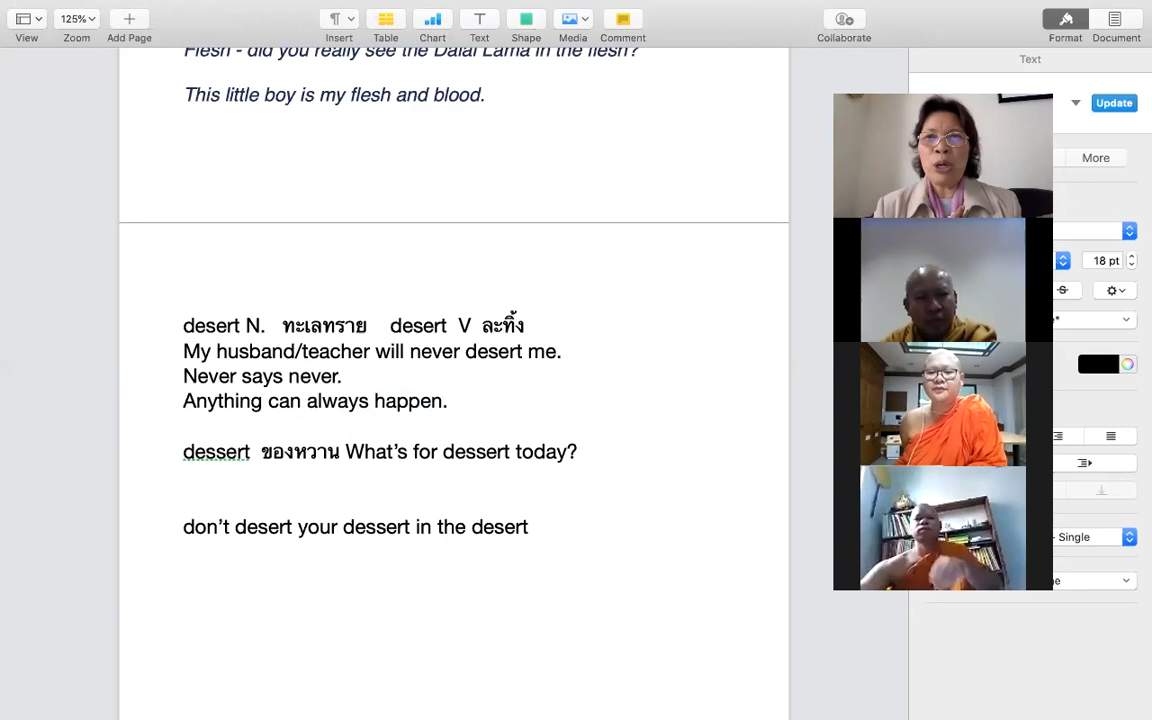 View
125%
Zoom
Add Page
Insert
Table
Chart
Text
Shape
Media
Comment
Collaborate
Format
Document
Text
Update
More
18 pt
S
Single
Flesh - did you really see the Dalai Lama in the flesh?
This little boy is my flesh and blood.
desert N. ทะเลทราย desert V ละทิ้ง
My husband/teacher will never desert me.
Never says never.
Anything can always happen.
dessert ของหวาน What's for dessert today?
don't desert your dessert in the desert